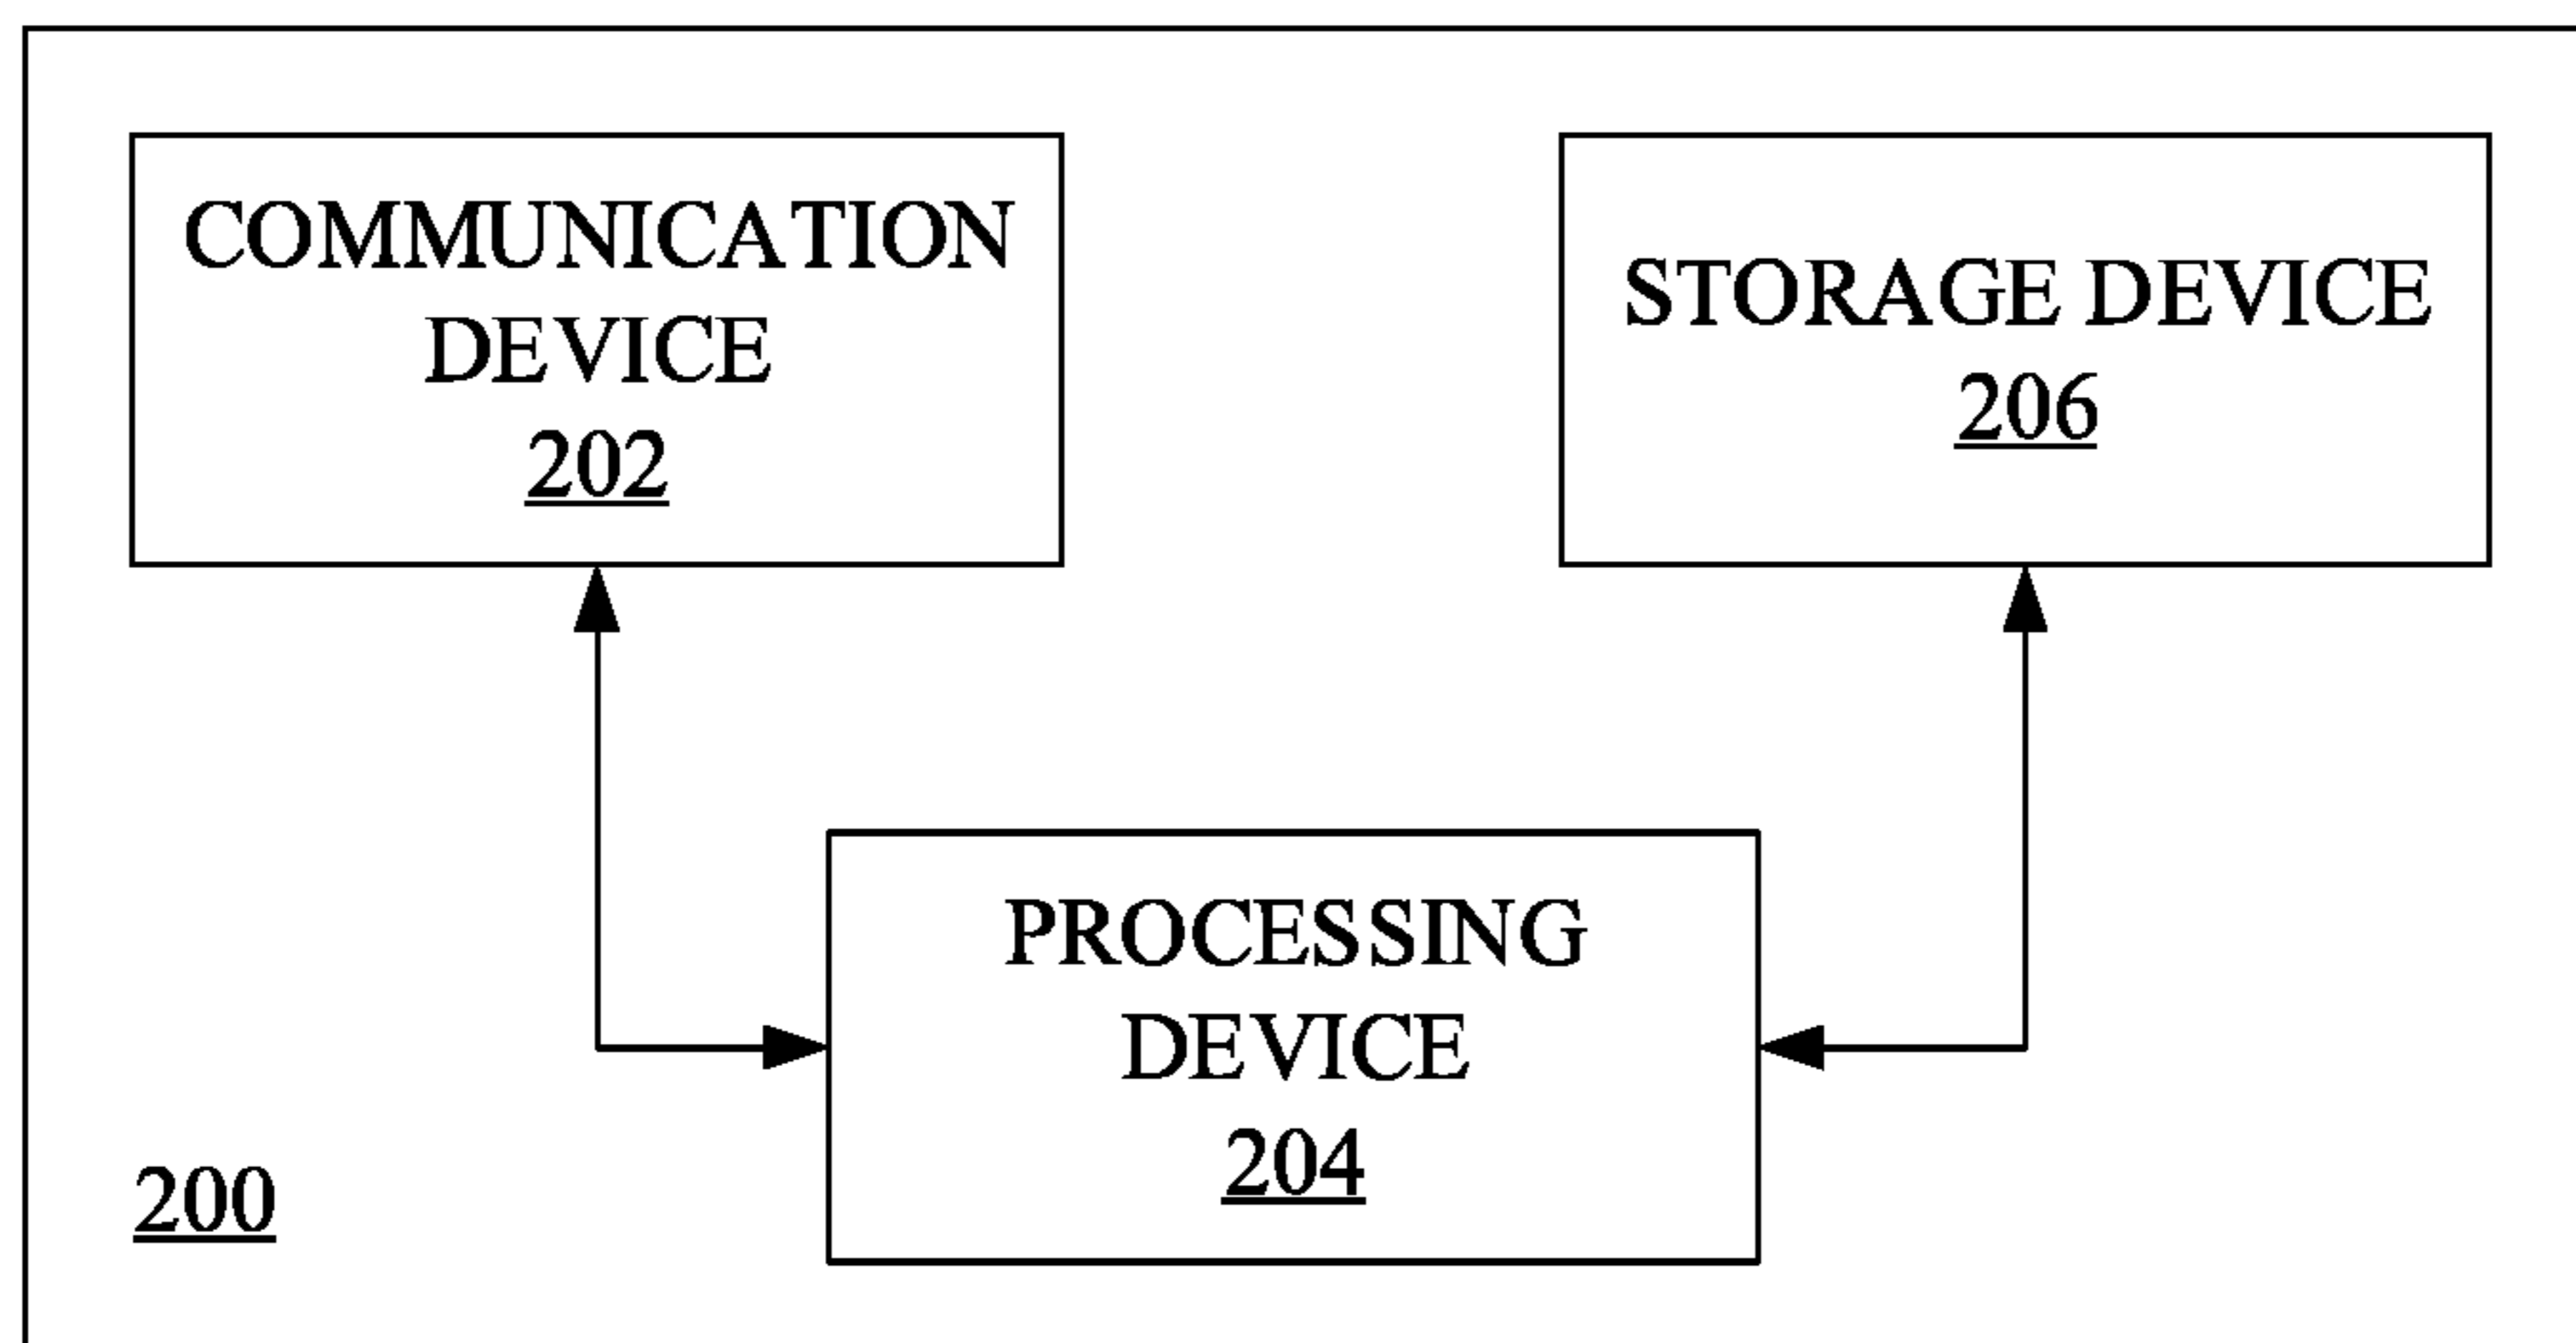 COMMUNICATION
DEVICE
202
STORAGE DEVICE
206
PROCESSING
DEVICE
204
200